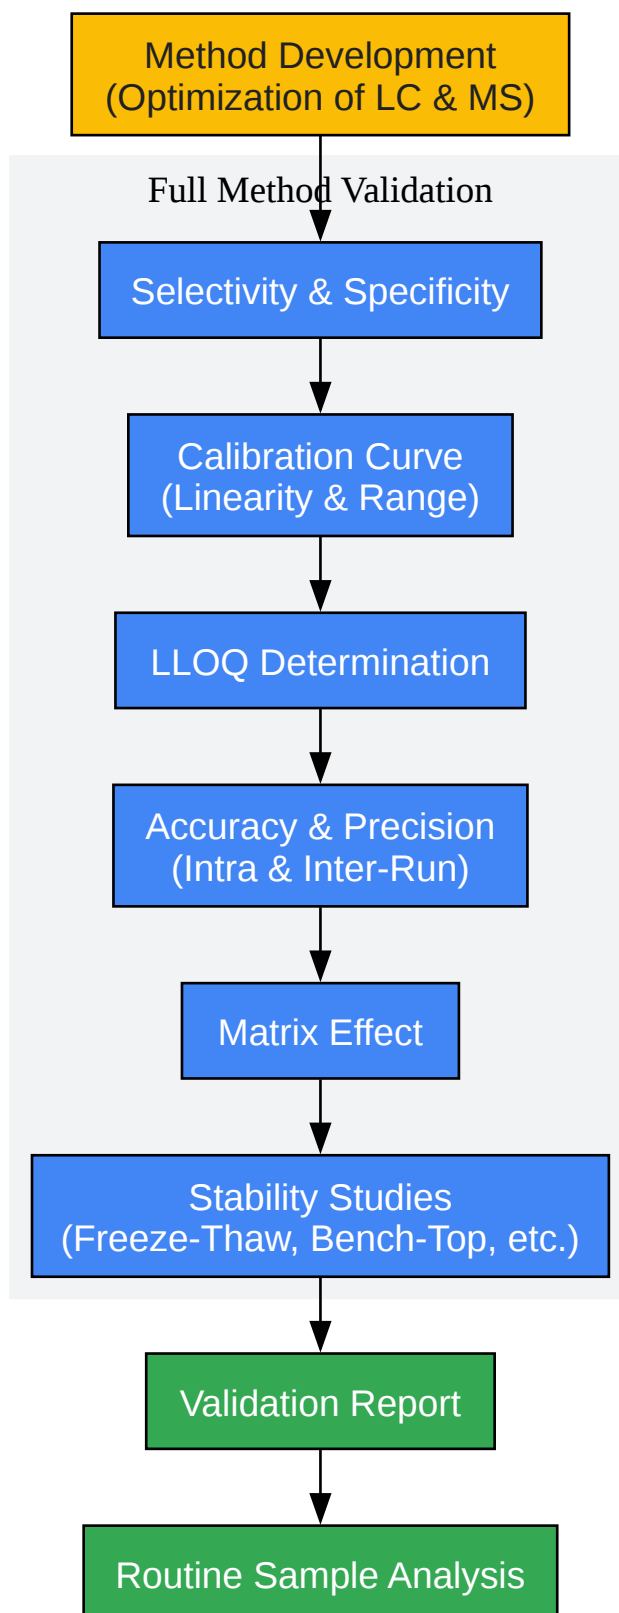 Method Development
(Optimization of LC & MS)
Full Method Validation
Selectivity & Specificity
Calibration Curve
(Linearity & Range)
LLOQ Determination
Accuracy & Precision
(Intra & Inter-Run)
Matrix Effect
Stability Studies
(Freeze-Thaw, Bench-Top, etc.)
Validation Report
Routine Sample Analysis